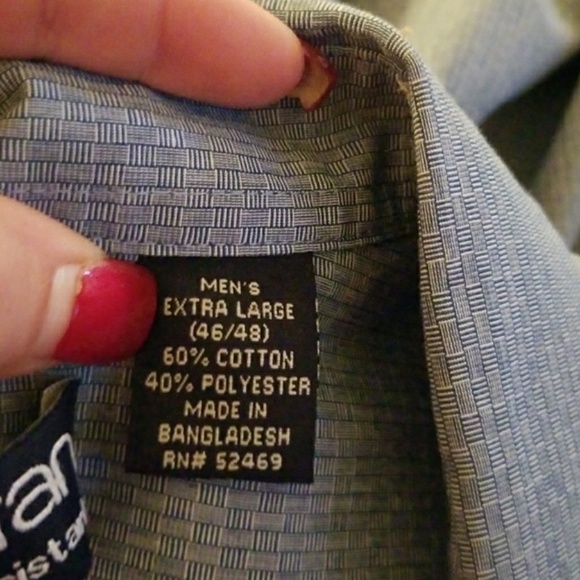 MEN'S
EXTRA LARGE
(46/48)
60% COTTON
40% POLYESTER
MADE IN
BANGLADESH
RN# 52469